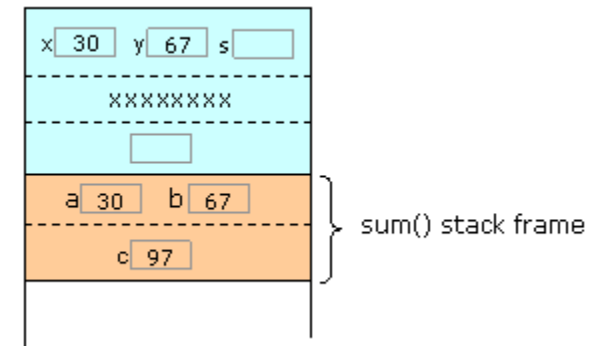 x 30 y 67 s
xxxxxxxx
a 30 b 67
c 97
sum() stack frame